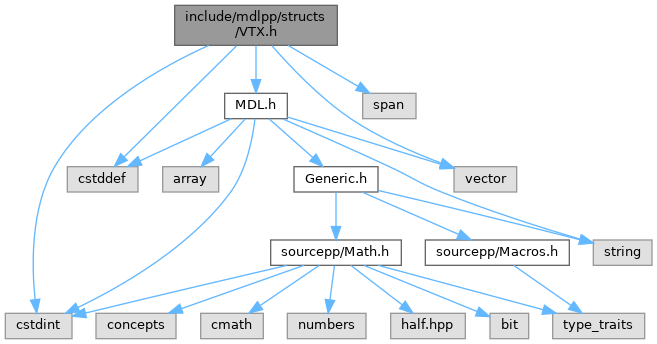 include/mdlpp/structs
/VTX.h
MDL.h
span
cstddef
array
Generic.h
vector
sourcepp/Math.h
sourcepp/Macros.h
string
cstdint
concepts
cmath
numbers
half.hpp
bit
type_traits